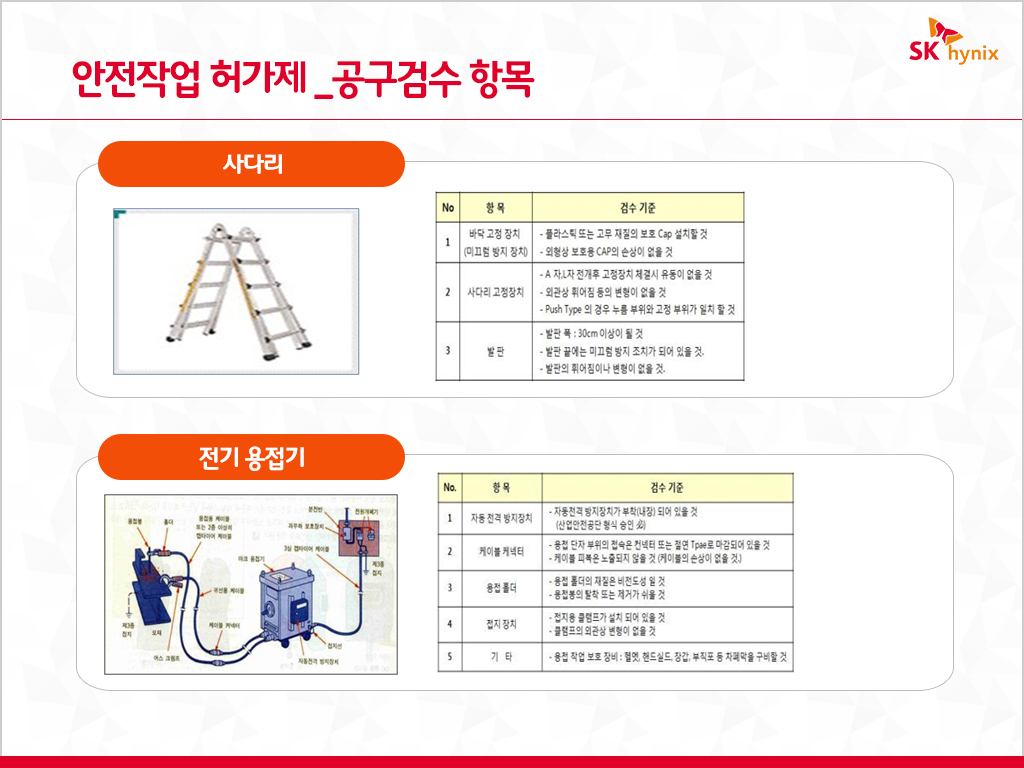 SK hynix
안전작업 허가제 _공구검수 항목
사다리
No 항 목 검수 기준
1 바닥 고정 장치 (미끄럼 방지 장치)
- 플라스틱 또는 고무 재질의 보호 Cap 설치할 것
- 외형상 보호용 CAP의 손상이 없을 것
2 사다리 고정장치
- A 자,L자 전개후 고정장치 체결시 유동이 없을 것
- 외관상 휘어짐 등의 변형이 없을 것
- Push Type 의 경우 누름 부위와 고정 부위가 일치 할 것
3 발 판
- 발판 폭 : 30cm 이상이 될 것
- 발판 끝에는 미끄럼 방지 조치가 되어 있을 것.
- 발판의 휘어짐이나 변형이 없을 것.
전기 용접기
용접봉
홀더
용접용 케이블
또는 2종 이상의
캡타이어 케이블
분전반
전원개폐기
과부하 보호장치
3심 캡타이어 케이블
아크 용접기
제3종
접지
귀선용 케이블
케이블 커넥터
제3종
접지
모재
어스 크램프
접지선
자동전격 방지장치
No. 항 목 검수 기준
1 자동 전격 방지장치
- 자동전격 방지장치가 부착(내장) 되어 있을 것
(산업안전공단 형식 승인 必)
2 케이블 커넥터
- 용접 단자 부위의 접속은 컨넥터 또는 절연 Tpae로 마감되어 있을 것
- 케이블 피복은 노출되지 않을 것 (케이블의 손상이 없을 것.)
3 용접 홀더
- 용접 홀더의 재질은 비전도성 일 것
- 용접봉의 탈착 또는 제거가 쉬울 것
4 접지 장치
- 접지용 클램프가 설치 되어 있을 것
- 클램프의 외관상 변형이 없을 것
5 기 타
- 용접 작업 보호 장비 : 헬멧, 핸드실드, 장갑, 부직포 등 차폐막을 구비할 것